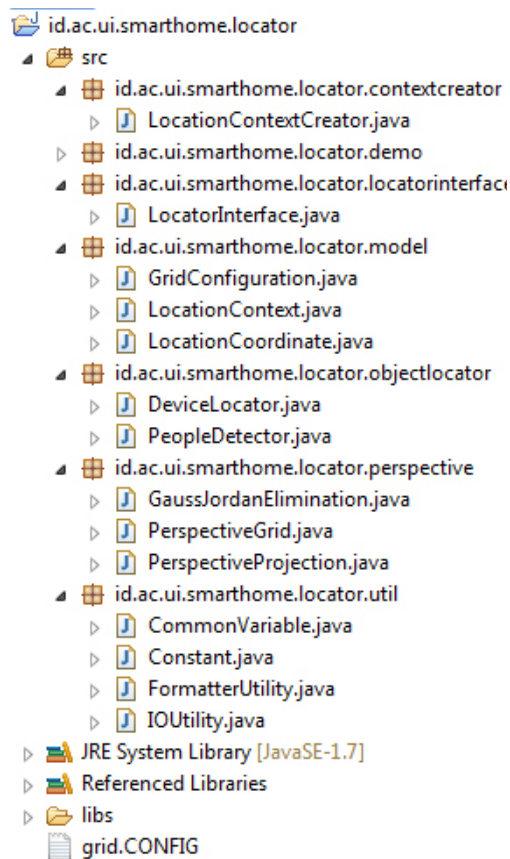 id.ac.ui.smarthome.locator
src
id.ac.ui.smarthome.locator.contextcreator
LocationContextCreator.java
id.ac.ui.smarthome.locator.demo
id.ac.ui.smarthome.locator.locatorinterface
LocatorInterface.java
id.ac.ui.smarthome.locator.model
GridConfiguration.java
LocationContext.java
LocationCoordinate.java
id.ac.ui.smarthome.locator.objectlocator
DeviceLocator.java
PeopleDetector.java
id.ac.ui.smarthome.locator.perspective
GaussJordanElimination.java
PerspectiveGrid.java
PerspectiveProjection.java
id.ac.ui.smarthome.locator.util
CommonVariable.java
Constant.java
FormatterUtility.java
IOUtility.java
JRE System Library [JavaSE-1.7]
Referenced Libraries
libs
grid.CONFIG